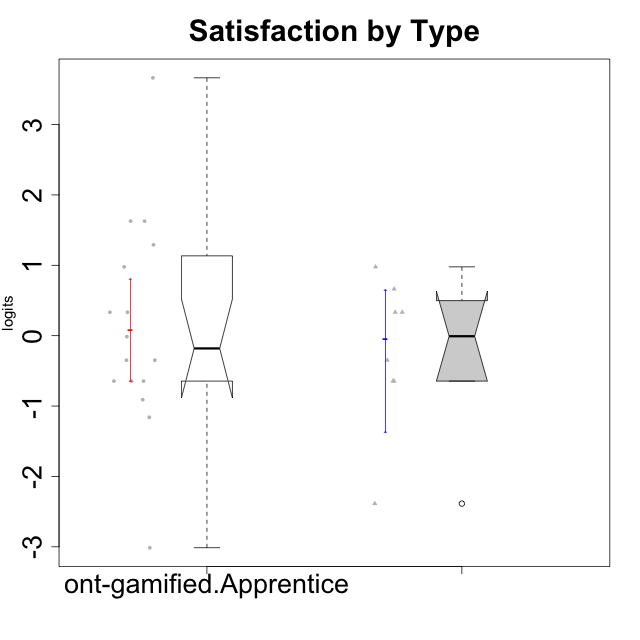 Satisfaction by Type
logits
3
2
1
0
-1
-2
-3
ont-gamified.Apprentice